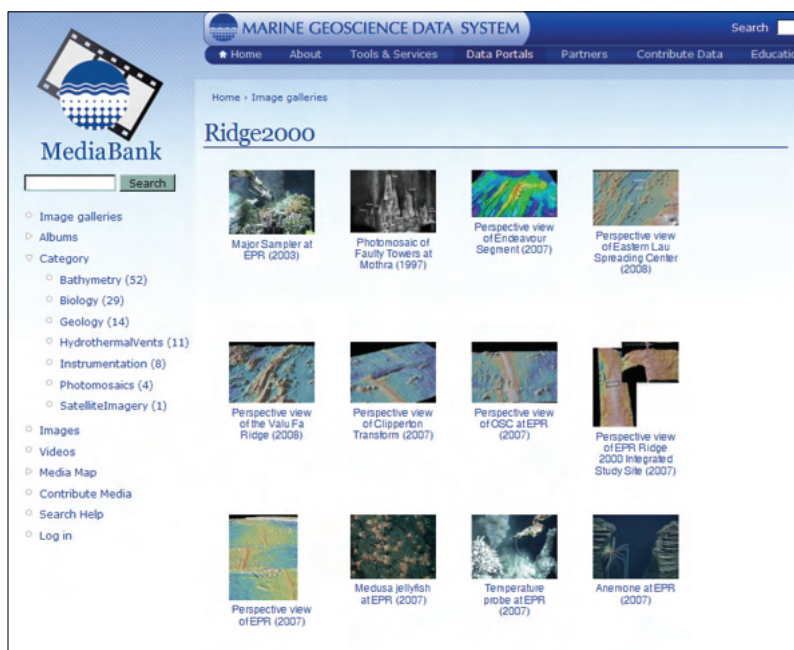 MARINE GEOSCIENCE DATA SYSTEM
Search
Home About Tools & Services Data Portals Partners Contribute Data Educatio
MediaBank
Search
Image galleries
Albums
Category
Bathymetry (52)
Biology (29)
Geology (14)
HydrothermalVents (11)
Instrumentation (8)
Photomosaics (4)
SatelliteImagery (1)
Images
Videos
Media Map
Contribute Media
Search Help
Log in
Home › Image galleries
Ridge2000
Major Sampler at
EPR (2003)
Photomosaic of
Faulty Towers at
Mothra (1997)
Perspective view
of Endeavour
Segment (2007)
Perspective view
of Eastern Lau
Spreading Center
(2008)
Perspective view
of the Valu Fa
Ridge (2008)
Perspective view
of Clipperton
Transform (2007)
Perspective view
of OSC at EPR
(2007)
Perspective view
of EPR Ridge
2000 Integrated
Study Site (2007)
Perspective view
of EPR (2007)
Medusa jellyfish
at EPR (2007)
Temperature
probe at EPR
(2007)
Anemone at EPR
(2007)